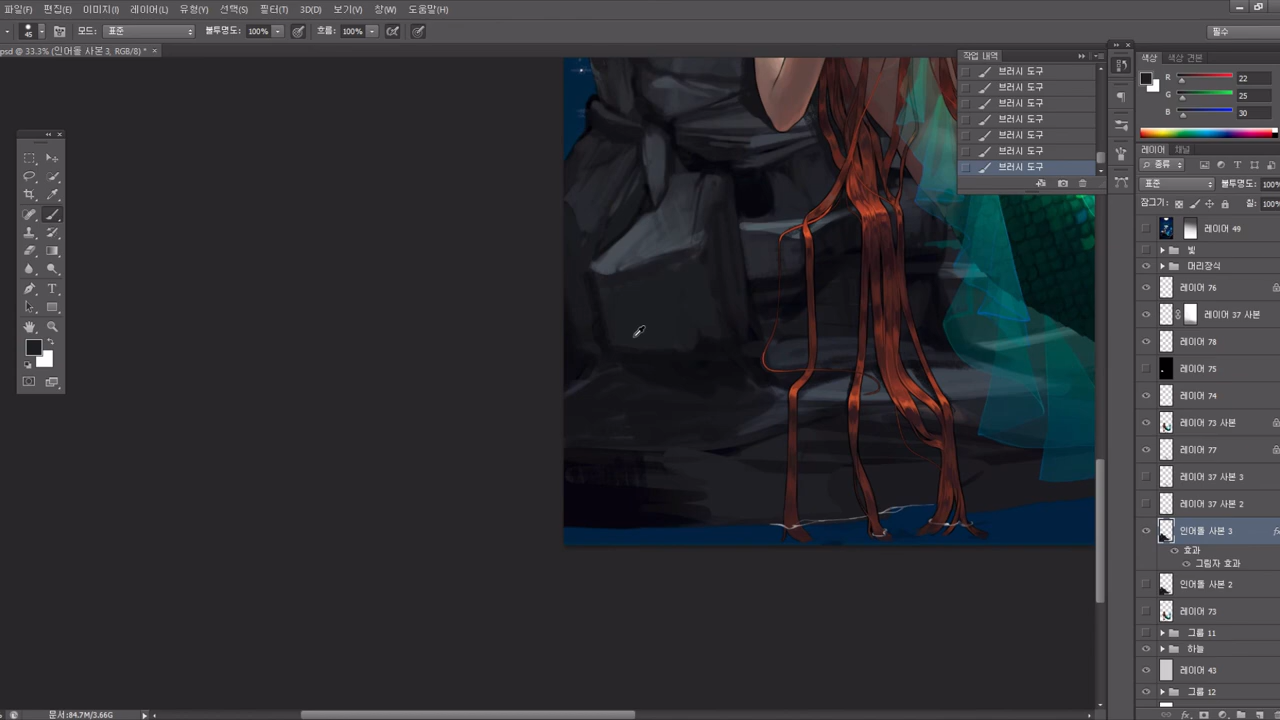 파일(F) 편집(E) 이미지(I) 레이어(L) 유형(Y) 선택(S) 필터(T) 3D(D) 보기(V) 창(W) 도움말(H)
45 모드: 표준 불투명도: 100% 흐름: 100% 필수
psd @ 33.3% (인어돌 사본 3, RGB/8) * ×
작업 내역
브러시 도구
브러시 도구
브러시 도구
브러시 도구
브러시 도구
브러시 도구
브러시 도구
색상 색상 견본
R 22
G 25
B 30
레이어 채널
종류
표준 불투명도: 100%
잠그기: 칠: 100%
레이어 49
빛
머리장식
레이어 76
레이어 37 사본
레이어 78
레이어 75
레이어 74
레이어 73 사본
레이어 77
레이어 37 사본 3
레이어 37 사본 2
인어돌 사본 3
효과
그림자 효과
인어돌 사본 2
레이어 73
그룹 11
하늘
레이어 43
그룹 12
문서:84.7M/3.66G